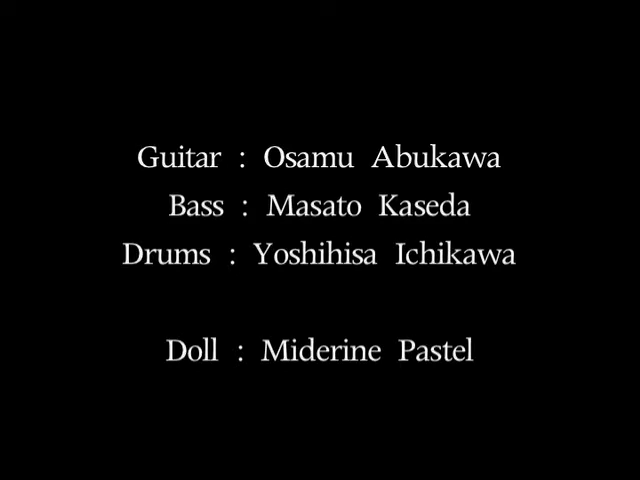 Guitar : Osamu Abukawa
Bass : Masato Kaseda
Drums : Yoshihisa Ichikawa
Doll : Miderine Pastel